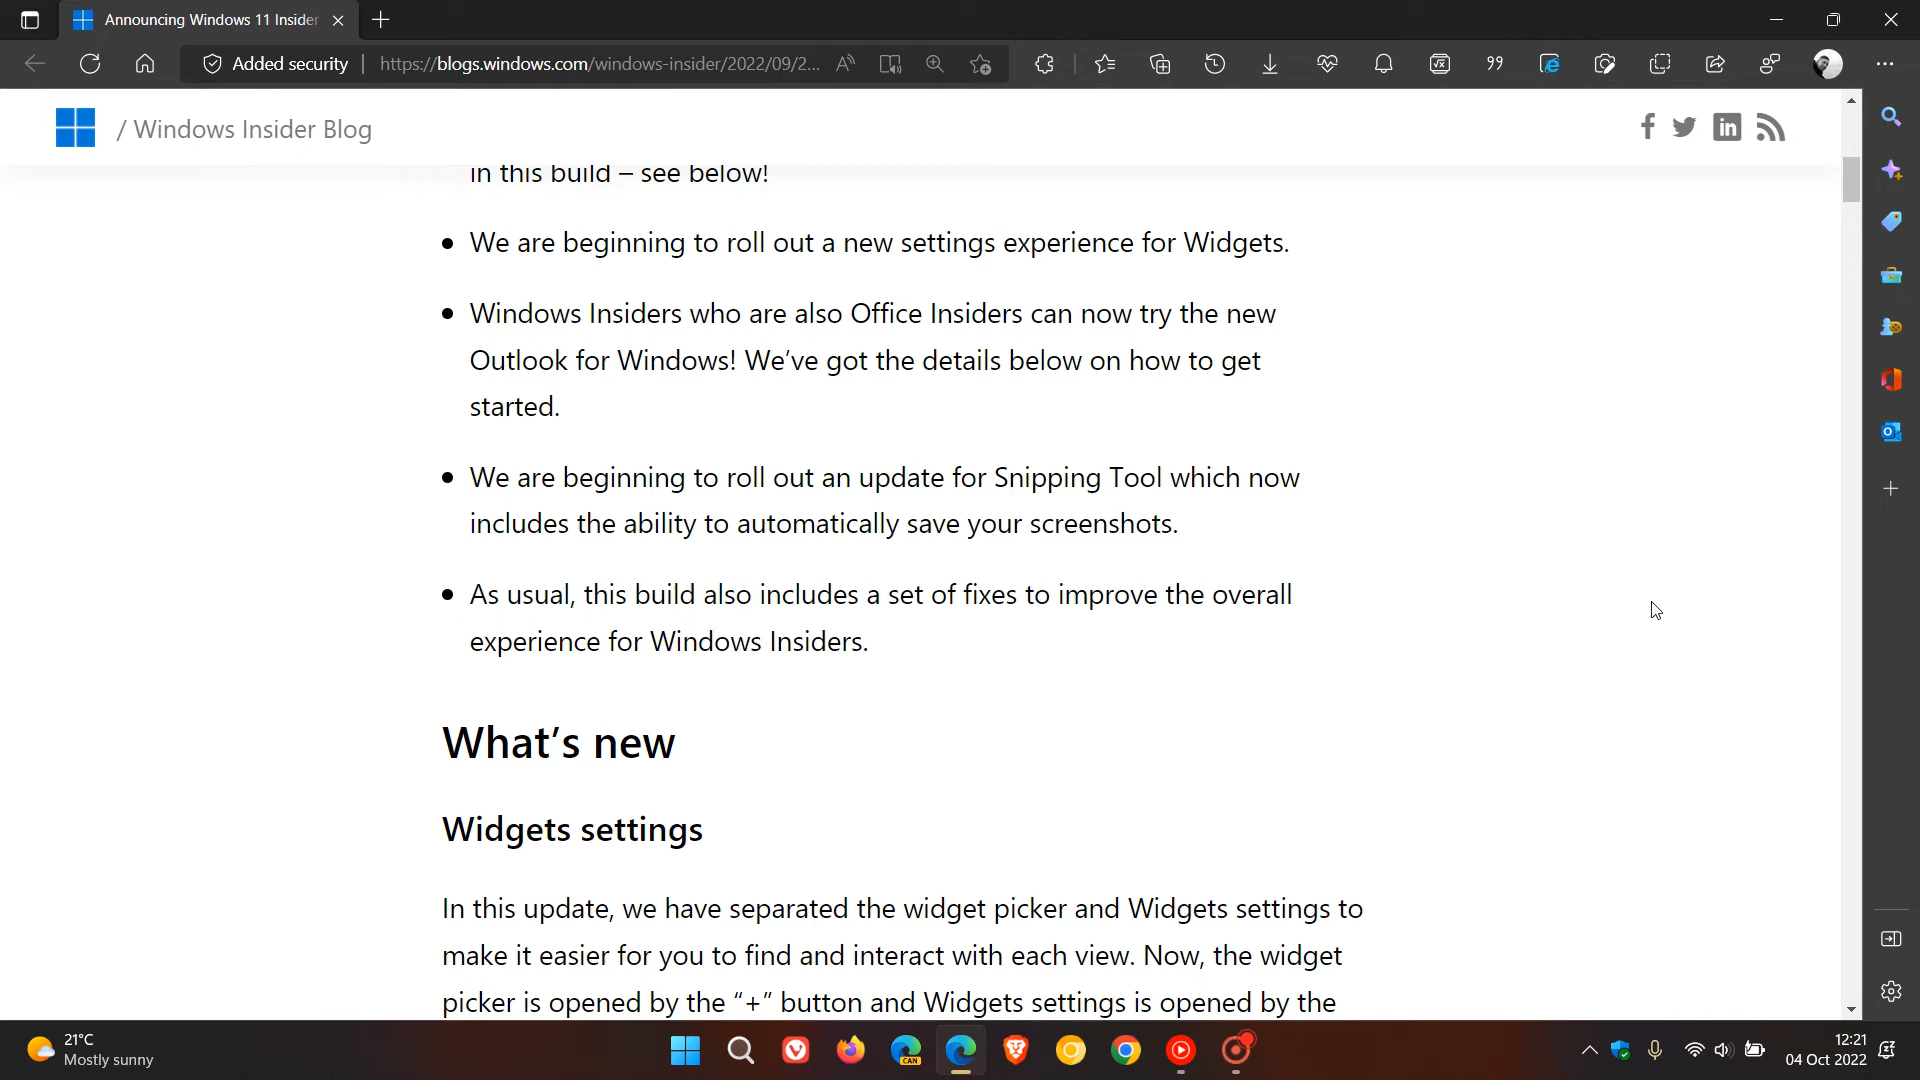 Announcing Windows 11 Insider
Added security
https://blogs.windows.com/windows-insider/2022/09/2...
/ Windows Insider Blog
in this build – see below!
We are beginning to roll out a new settings experience for Widgets.
Windows Insiders who are also Office Insiders can now try the new
Outlook for Windows! We’ve got the details below on how to get
started.
We are beginning to roll out an update for Snipping Tool which now
includes the ability to automatically save your screenshots.
As usual, this build also includes a set of fixes to improve the overall
experience for Windows Insiders.
What’s new
Widgets settings
In this update, we have separated the widget picker and Widgets settings to
make it easier for you to find and interact with each view. Now, the widget
picker is opened by the “+” button and Widgets settings is opened by the
21°C
Mostly sunny
CAN
12:21
04 Oct 2022